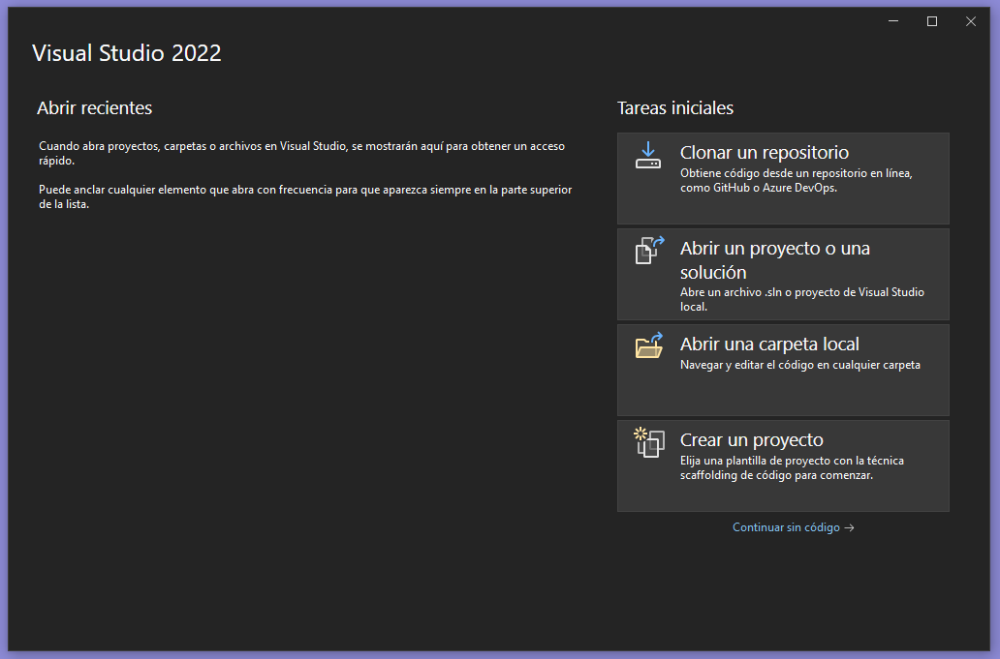 Visual Studio 2022
Abrir recientes
Cuando abra proyectos, carpetas o archivos en Visual Studio, se mostrarán aquí para obtener un acceso
rápido.
Puede anclar cualquier elemento que abra con frecuencia para que aparezca siempre en la parte superior
de la lista.
Tareas iniciales
Clonar un repositorio
Obtiene código desde un repositorio en línea,
como GitHub o Azure DevOps.
Abrir un proyecto o una
solución
Abre un archivo .sln o proyecto de Visual Studio
local.
Abrir una carpeta local
Navegar y editar el código en cualquier carpeta
Crear un proyecto
Elija una plantilla de proyecto con la técnica
scaffolding de código para comenzar.
Continuar sin código →